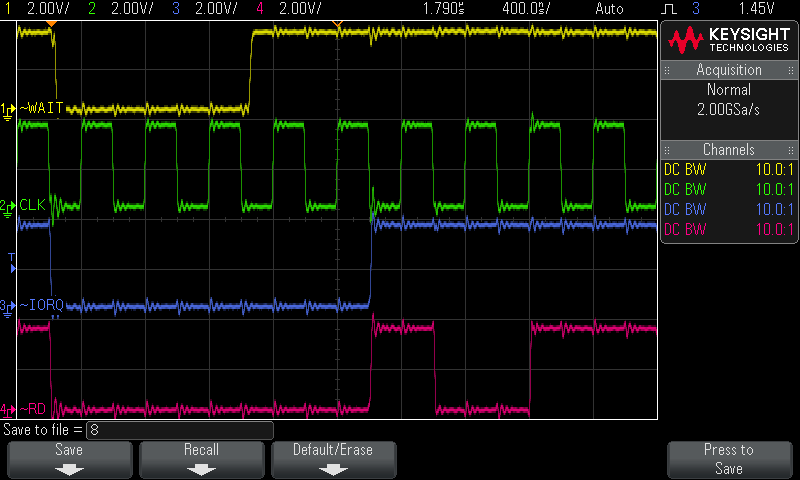 1 2.00V/ 2 2.00V/ 3 2.00V/ 4 2.00V/ 1.790s 400.0s/ Auto 3 1.45V
KEYSIGHT
TECHNOLOGIES
Acquisition
Normal
2.00GSa/s
Channels
DC BW 10.0:1
DC BW 10.0:1
DC BW 10.0:1
DC BW 10.0:1
1 ~WAIT
2 CLK
T
3 ~IORQ
4 ~RD
Save to file = 8
Save
Recall
Default/Erase
Press to
Save